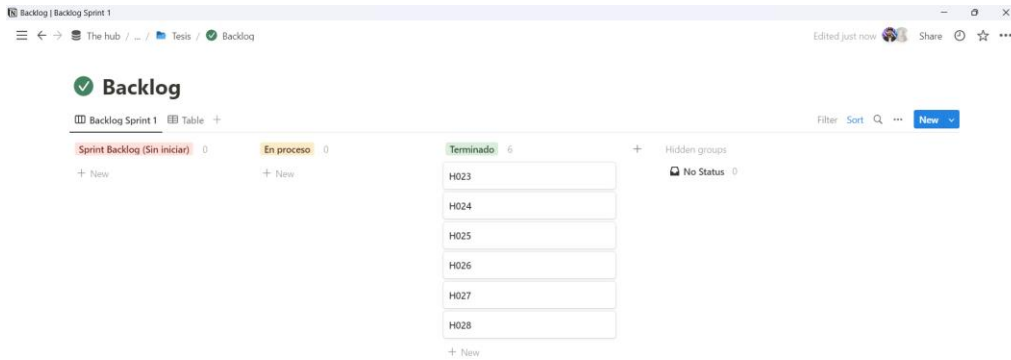 Backlog | Backlog Sprint 1
The hub / ... / Tesis / Backlog
Edited just now Share
Backlog
Backlog Sprint 1 Table
Filter Sort New
Sprint Backlog (Sin iniciar) 0 En proceso 0 Terminado 6 + Hidden groups
+ New + New H023 No Status 0
H024
H025
H026
H027
H028
+ New